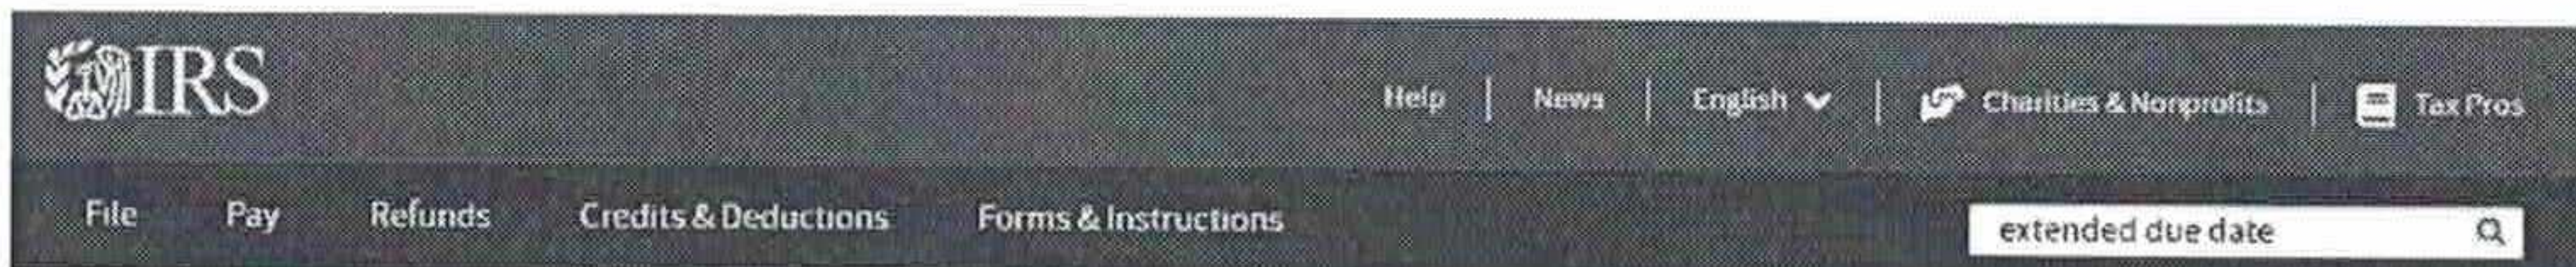 IRS
Help | News | English | Charities & Nonprofits | Tax Pros
File Pay Refunds Credits & Deductions Forms & Instructions extended due date